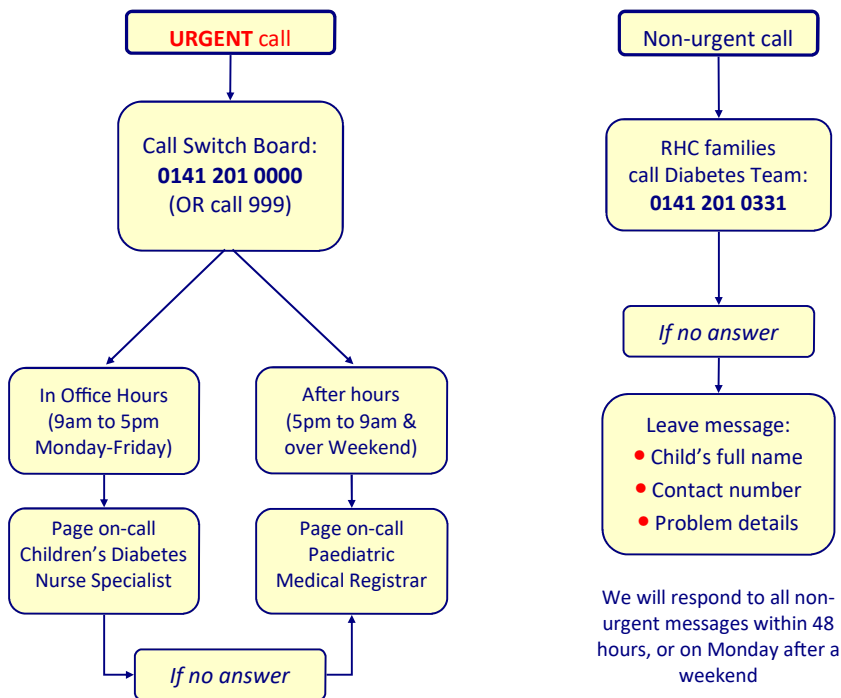 URGENT call
Call Switch Board:
0141 201 0000
(OR call 999)
In Office Hours
(9am to 5pm
Monday-Friday)
After hours
(5pm to 9am &
over Weekend)
Page on-call
Children’s Diabetes
Nurse Specialist
Page on-call
Paediatric
Medical Registrar
If no answer
Non-urgent call
RHC families
call Diabetes Team:
0141 201 0331
If no answer
Leave message:
• Child’s full name
• Contact number
• Problem details
We will respond to all non-
urgent messages within 48
hours, or on Monday after a
weekend